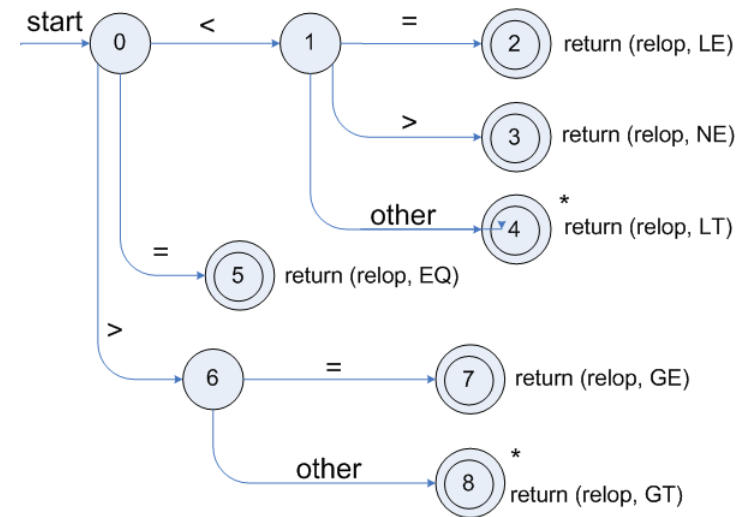 start
<
=
0
1
2
return (relop, LE)
>
3
return (relop, NE)
other
*
4
return (relop, LT)
=
5
return (relop, EQ)
>
6
=
7
return (relop, GE)
other
*
8
return (relop, GT)